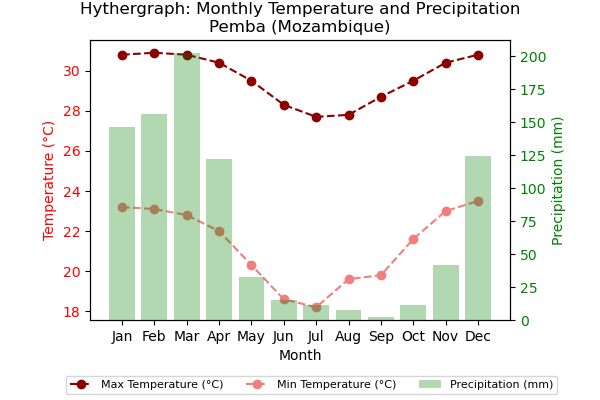 Hythergraph: Monthly Temperature and Precipitation
Pemba (Mozambique)
Temperature (°C)
30
28
26
24
22
20
18
Precipitation (mm)
200
175
150
125
100
75
50
25
0
Jan Feb Mar Apr May Jun Jul Aug Sep Oct Nov Dec
Month
Max Temperature (°C) Min Temperature (°C) Precipitation (mm)